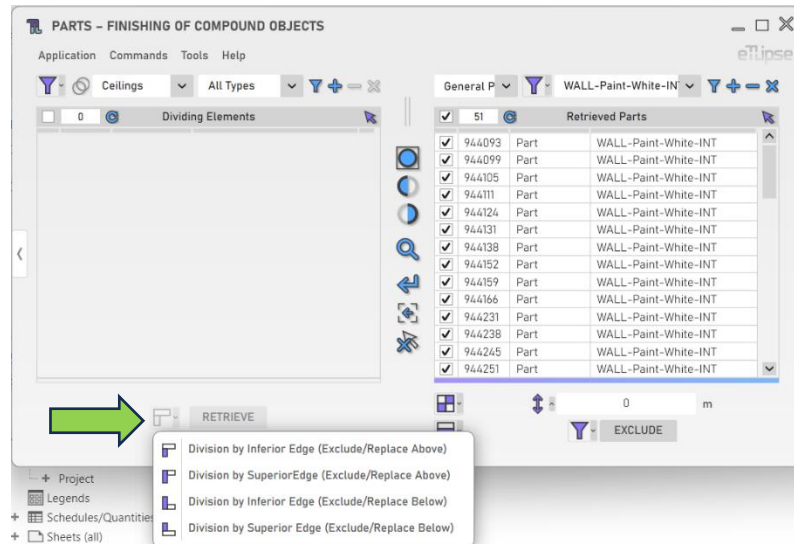 PARTS – FINISHING OF COMPOUND OBJECTS
Application Commands Tools Help
eTLipse
Ceilings All Types General P WALL-Paint-White-IN
0 Dividing Elements 51 Retrieved Parts
944093 Part WALL-Paint-White-INT
944099 Part WALL-Paint-White-INT
944105 Part WALL-Paint-White-INT
944111 Part WALL-Paint-White-INT
944124 Part WALL-Paint-White-INT
944131 Part WALL-Paint-White-INT
944138 Part WALL-Paint-White-INT
944152 Part WALL-Paint-White-INT
944159 Part WALL-Paint-White-INT
944166 Part WALL-Paint-White-INT
944231 Part WALL-Paint-White-INT
944238 Part WALL-Paint-White-INT
944245 Part WALL-Paint-White-INT
944251 Part WALL-Paint-White-INT
0 m
RETRIEVE EXCLUDE
Division by Inferior Edge (Exclude/Replace Above)
Division by SuperiorEdge (Exclude/Replace Above)
Division by Inferior Edge (Exclude/Replace Below)
Division by Superior Edge (Exclude/Replace Below)
Project
Legends
Schedules/Quantities
Sheets (all)